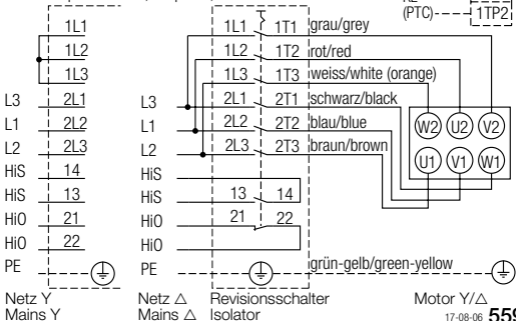 (PTC)
1TP2
1L1
1L2
1L3
L3 2L1
L1 2L2
L2 2L3
HiS 14
HiS 13
HiO 21
HiO 22
PE
Netz Y
Mains Y
1L1 1T1 grau/grey
1L2 1T2 rot/red
1L3 1T3 weiss/white (orange)
L3 2L1 2T1 schwarz/black
L1 2L2 2T2 blau/blue
L2 2L3 2T3 braun/brown
HiS
HiS 13 14
HiO 21 22
HiO
PE grün-gelb/green-yellow
W2 U2 V2
U1 V1 W1
Netz △ Revisionsschalter
Mains △ Isolator
Motor Y/△
17-08-06 559